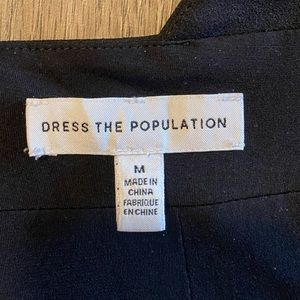 DRESS THE POPULATION
M
MADE IN
CHINA
FABRIQUE
EN CHINE